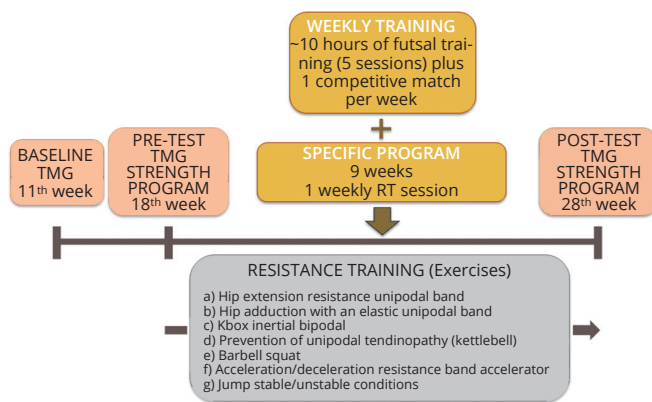 WEEKLY TRAINING
~10 hours of futsal trai-
ning (5 sessions) plus
1 competitive match
per week
+
BASELINE
TMG
11th week
PRE-TEST
TMG
STRENGTH
PROGRAM
18th week
SPECIFIC PROGRAM
9 weeks
1 weekly RT session
POST-TEST
TMG
STRENGTH
PROGRAM
28th week
RESISTANCE TRAINING (Exercises)
a) Hip extension resistance unipodal band
b) Hip adduction with an elastic unipodal band
c) Kbox inertial bipodal
d) Prevention of unipodal tendinopathy (kettlebell)
e) Barbell squat
f) Acceleration/deceleration resistance band accelerator
g) Jump stable/unstable conditions